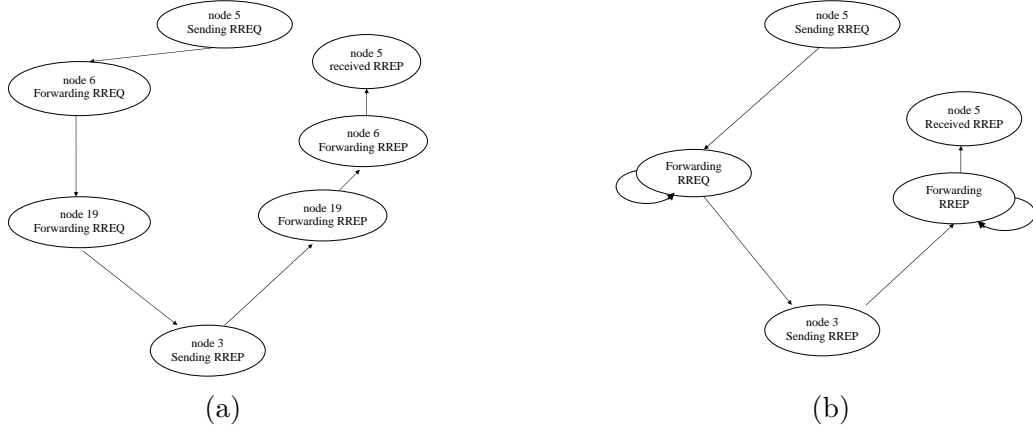 node 5
Sending RREQ
node 6
Forwarding RREQ
node 19
Forwarding RREQ
node 3
Sending RREP
node 19
Forwarding RREP
node 6
Forwarding RREP
node 5
received RREP
(a)
node 5
Sending RREQ
Forwarding
RREQ
node 3
Sending RREP
Forwarding
RREP
node 5
Received RREP
(b)